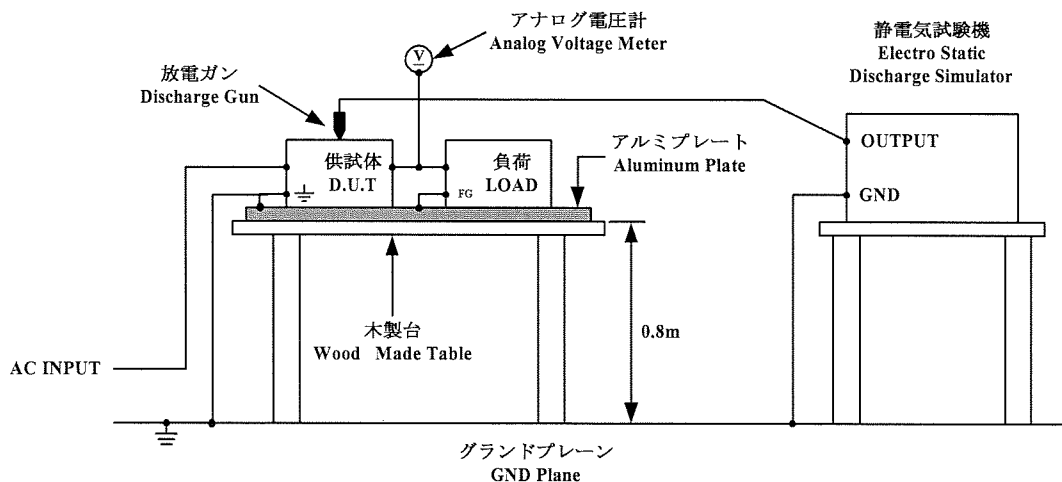 アナログ電圧計
Analog Voltage Meter
静電気試験機
Electro Static
Discharge Simulator
放電ガン
Discharge Gun
V
アルミプレート
Aluminum Plate
OUTPUT
供試体
D.U.T
負荷
LOAD
FG
GND
木製台
Wood Made Table
0.8m
AC INPUT
グランドプレーン
GND Plane